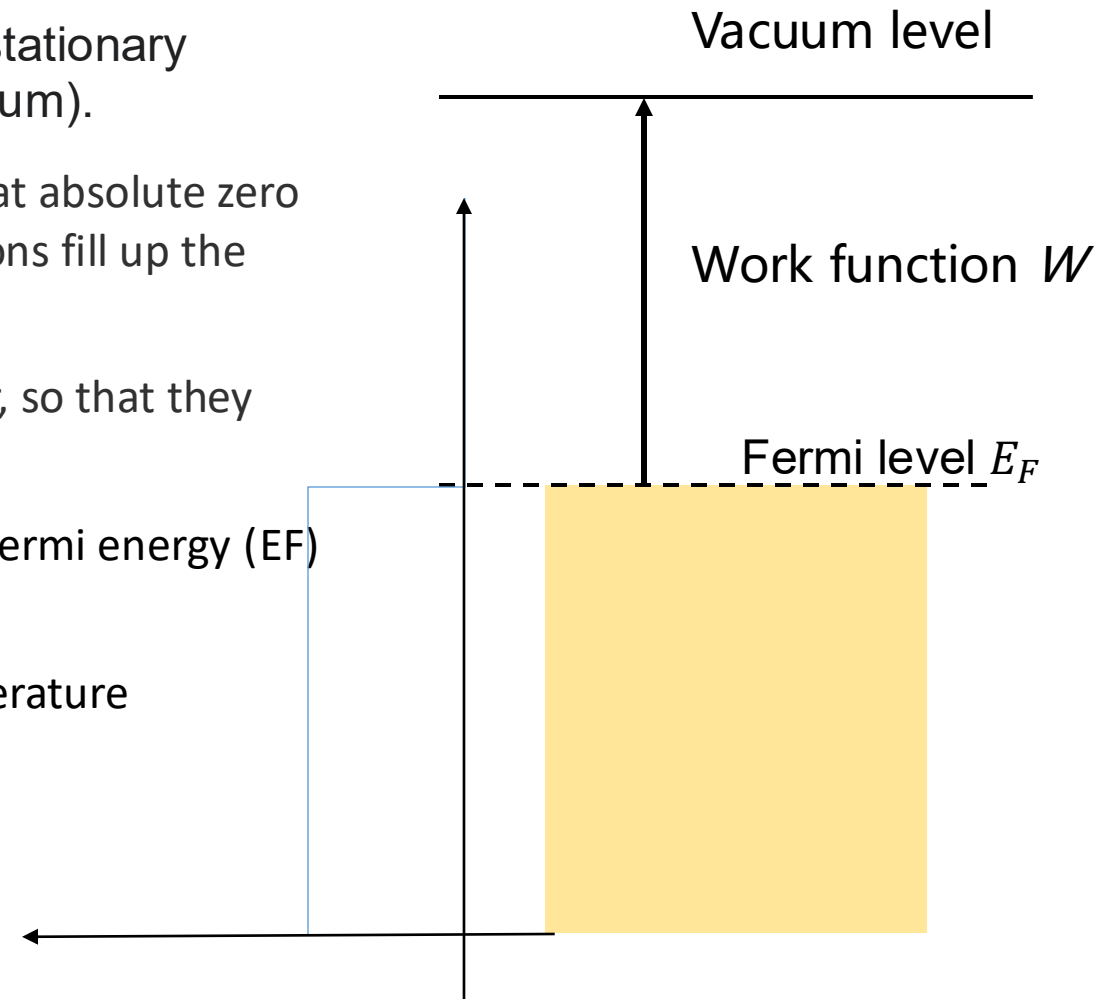 stationary
um).
at absolute zero
ons fill up the
, so that they
ermi energy (EF)
erature
Vacuum level
Work function W
Fermi level E_F